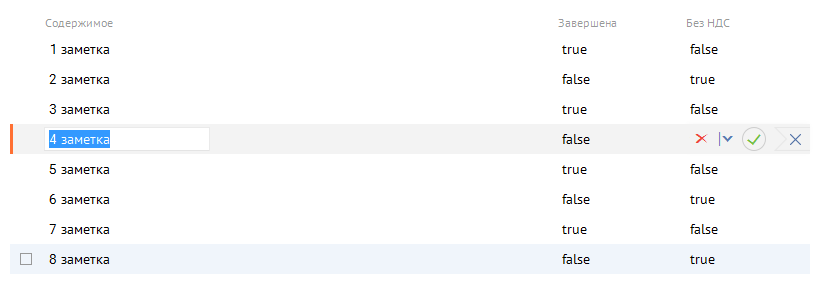 Содержимое Завершена Без НДС
1 заметка true false
2 заметка false true
3 заметка true false
4 заметка false
5 заметка true false
6 заметка false true
7 заметка true false
8 заметка false true